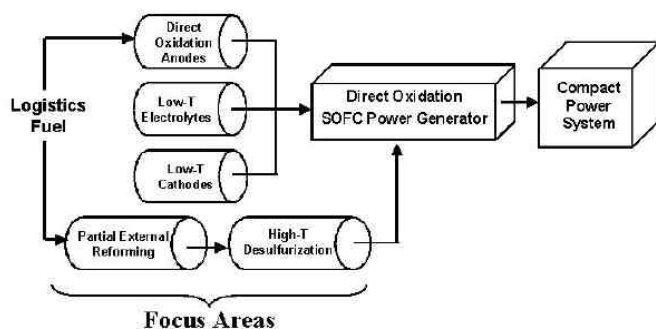 Direct
Oxidation
Anodes
Logistics
Fuel
Low-T
Electrolytes
Low-T
Cathodes
Direct Oxidation
SOFC Power Generator
Compact
Power
System
Partial External
Reforming
High-T
Desulfurization
Focus Areas